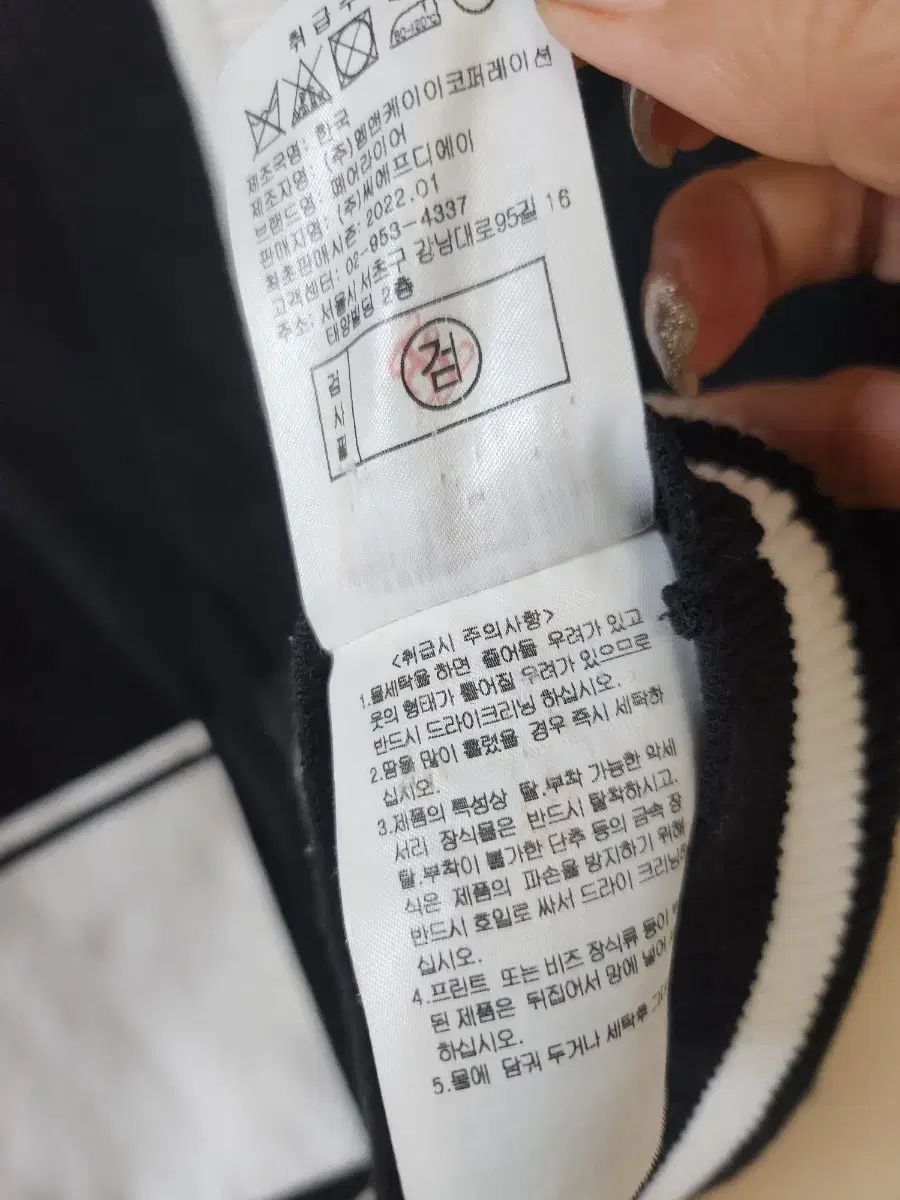 취급주
80-120℃
제조국명: 한국
제조자명: (주)엘앤케이이코퍼레이션
브랜드명: 페어라이어
판매자명: (주)씨에프디에이
최초판매시즌: 2022.01
고객센터: 02-953-4337
주소: 서울시 서초구 강남대로95길 16
태양빌딩 2층
검사필
검
<취급시 주의사항>
1.물세탁을 하면 줄어들 우려가 있고
옷의 형태가 틀어질 우려가 있으므로
반드시 드라이크리닝 하십시오.
2.땀을 많이 흘렸을 경우 즉시 세탁하
십시오.
3.제품의 특성상 탈.부착 가능한 악세
서리 장식물은 반드시 탈착하시고.
탈.부착이 불가한 단추 등의 금속 장
식은 제품의 파손을 방지하기 위해
반드시 호일로 싸서 드라이 크리닝
십시오.
4.프린트 또는 비즈 장식류 등이
된 제품은 뒤집어서 망에 넣어
하십시오.
5.물에 담궈 두거나 세탁후